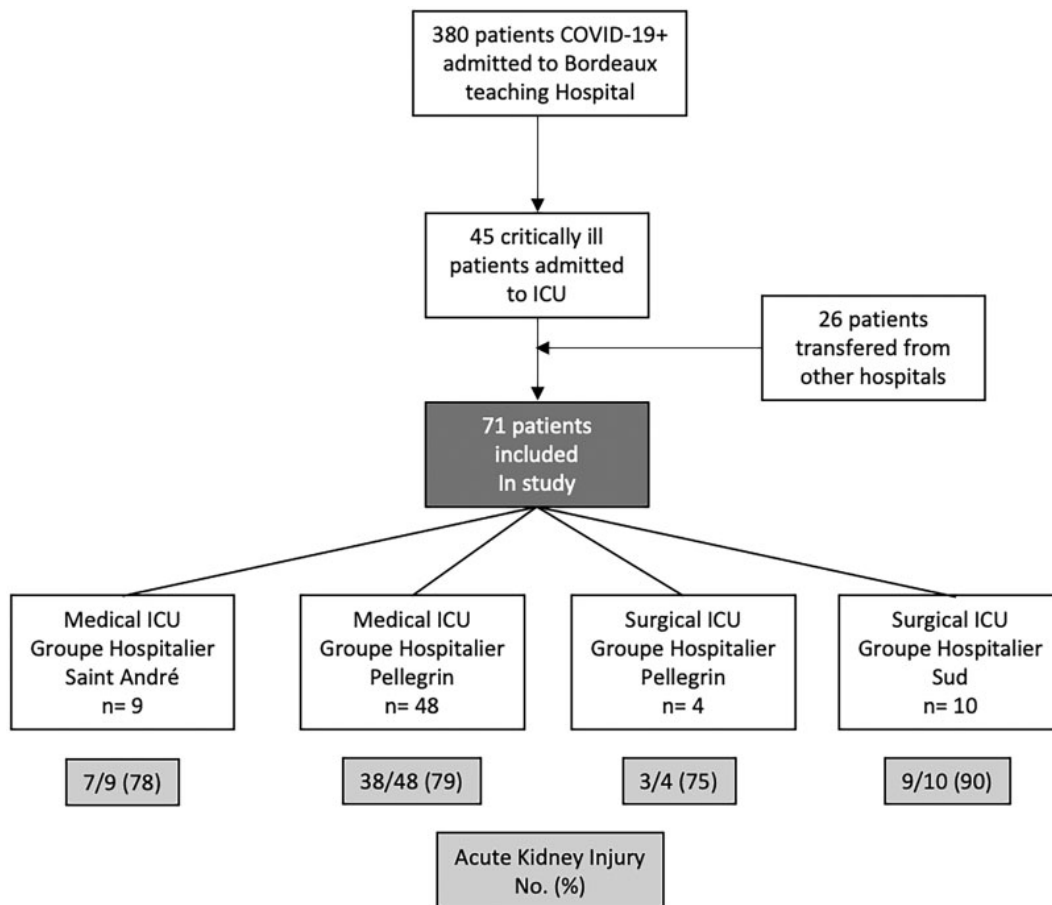 380 patients COVID-19+
admitted to Bordeaux
teaching Hospital
45 critically ill
patients admitted
to ICU
26 patients
transfered from
other hospitals
71 patients
included
In study
Medical ICU
Groupe Hospitalier
Saint André
n= 9
Medical ICU
Groupe Hospitalier
Pellegrin
n= 48
Surgical ICU
Groupe Hospitalier
Pellegrin
n= 4
Surgical ICU
Groupe Hospitalier
Sud
n= 10
7/9 (78)
38/48 (79)
3/4 (75)
9/10 (90)
Acute Kidney Injury
No. (%)